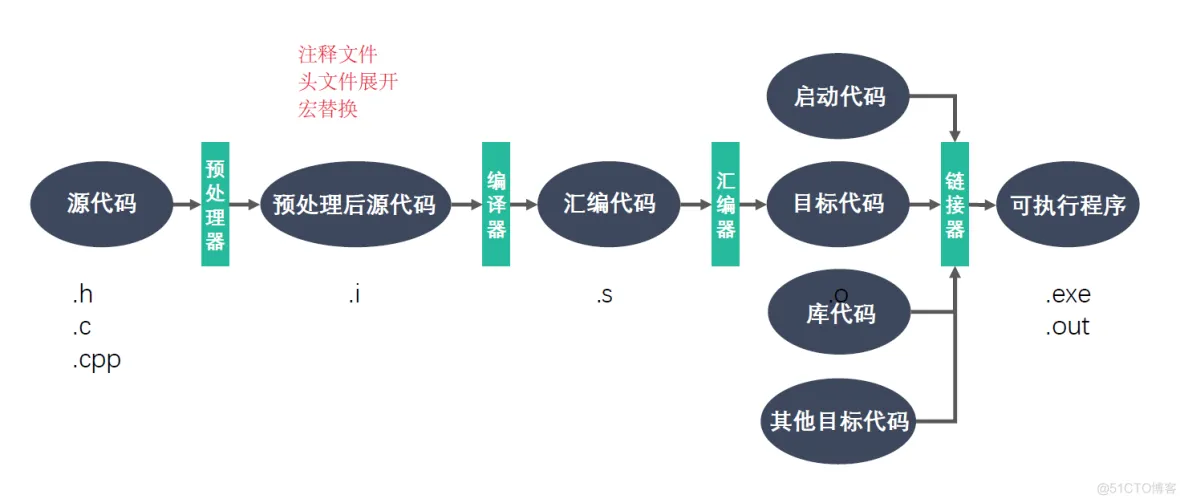 注释文件
头文件展开
宏替换
启动代码
源代码
预处理器
预处理后源代码
编译器
汇编代码
汇编器
目标代码
链接器
可执行程序
.h
.c
.cpp
.i
.s
.o
库代码
.exe
.out
其他目标代码
@51CTO博客